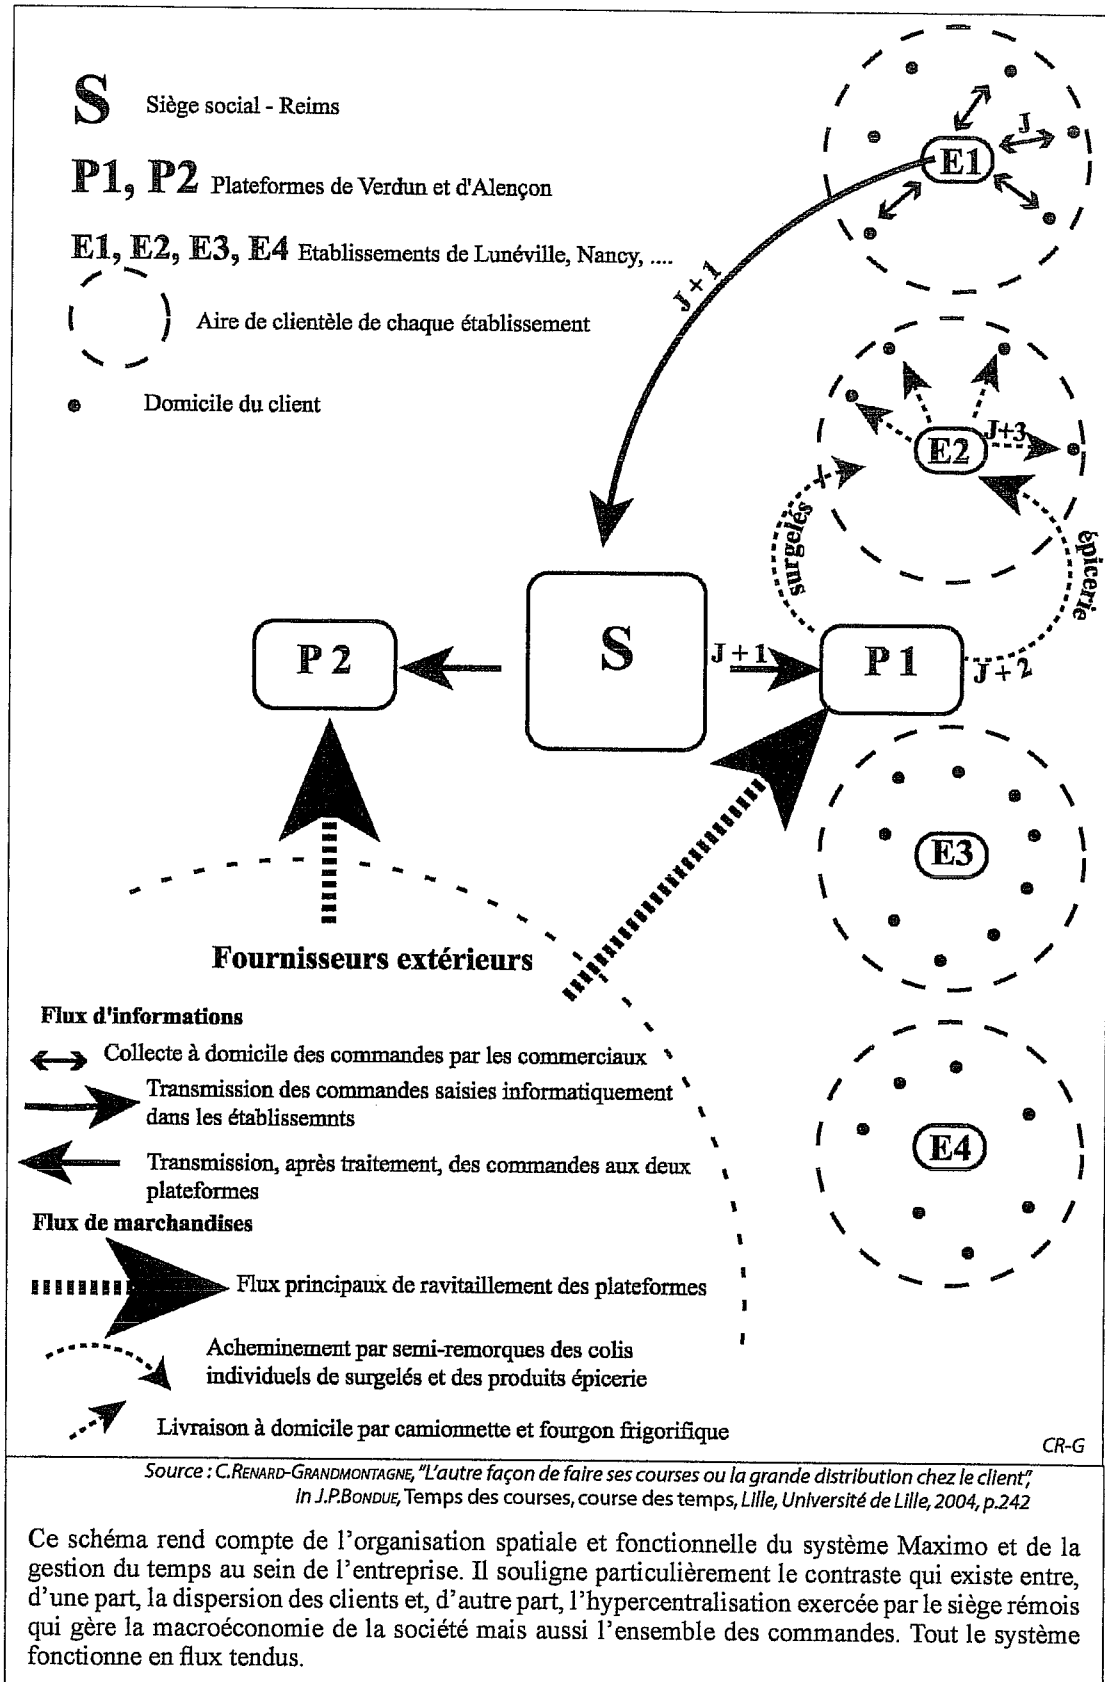 S Siège social - Reims
P1, P2 Plateformes de Verdun et d'Alençon
E1, E2, E3, E4 Etablissements de Lunéville, Nancy, ....
Aire de clientèle de chaque établissement
Domicile du client
J
E1
J + 1
J+3
E2
surgelés
épicerie
P 2
S
J + 1
P 1
J + 2
E3
Fournisseurs extérieurs
Flux d'informations
Collecte à domicile des commandes par les commerciaux
Transmission des commandes saisies informatiquement
dans les établissemnts
Transmission, après traitement, des commandes aux deux
plateformes
E4
Flux de marchandises
Flux principaux de ravitaillement des plateformes
Acheminement par semi-remorques des colis
individuels de surgelés et des produits épicerie
Livraison à domicile par camionnette et fourgon frigorifique
CR-G
Source : C.RENARD-GRANDMONTAGNE, "L'autre façon de faire ses courses ou la grande distribution chez le client",
in J.P.BONDUE, Temps des courses, course des temps, Lille, Université de Lille, 2004, p.242
Ce schéma rend compte de l'organisation spatiale et fonctionnelle du système Maximo et de la
gestion du temps au sein de l'entreprise. Il souligne particulièrement le contraste qui existe entre,
d'une part, la dispersion des clients et, d'autre part, l'hypercentralisation exercée par le siège rémois
qui gère la macroéconomie de la société mais aussi l'ensemble des commandes. Tout le système
fonctionne en flux tendus.